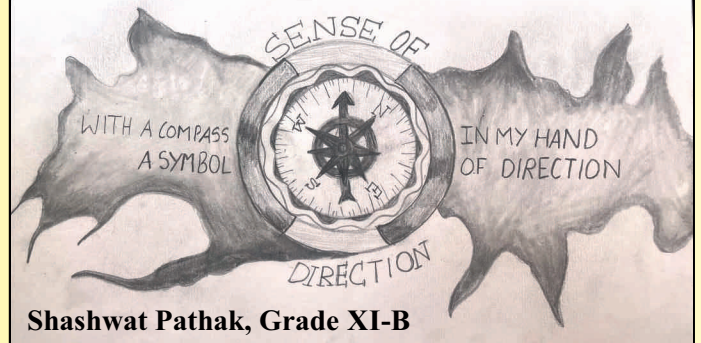 SENSE OF
WITH A COMPASS IN MY HAND
A SYMBOL OF DIRECTION
N
W
S
E
DIRECTION
Shashwat Pathak, Grade XI-B